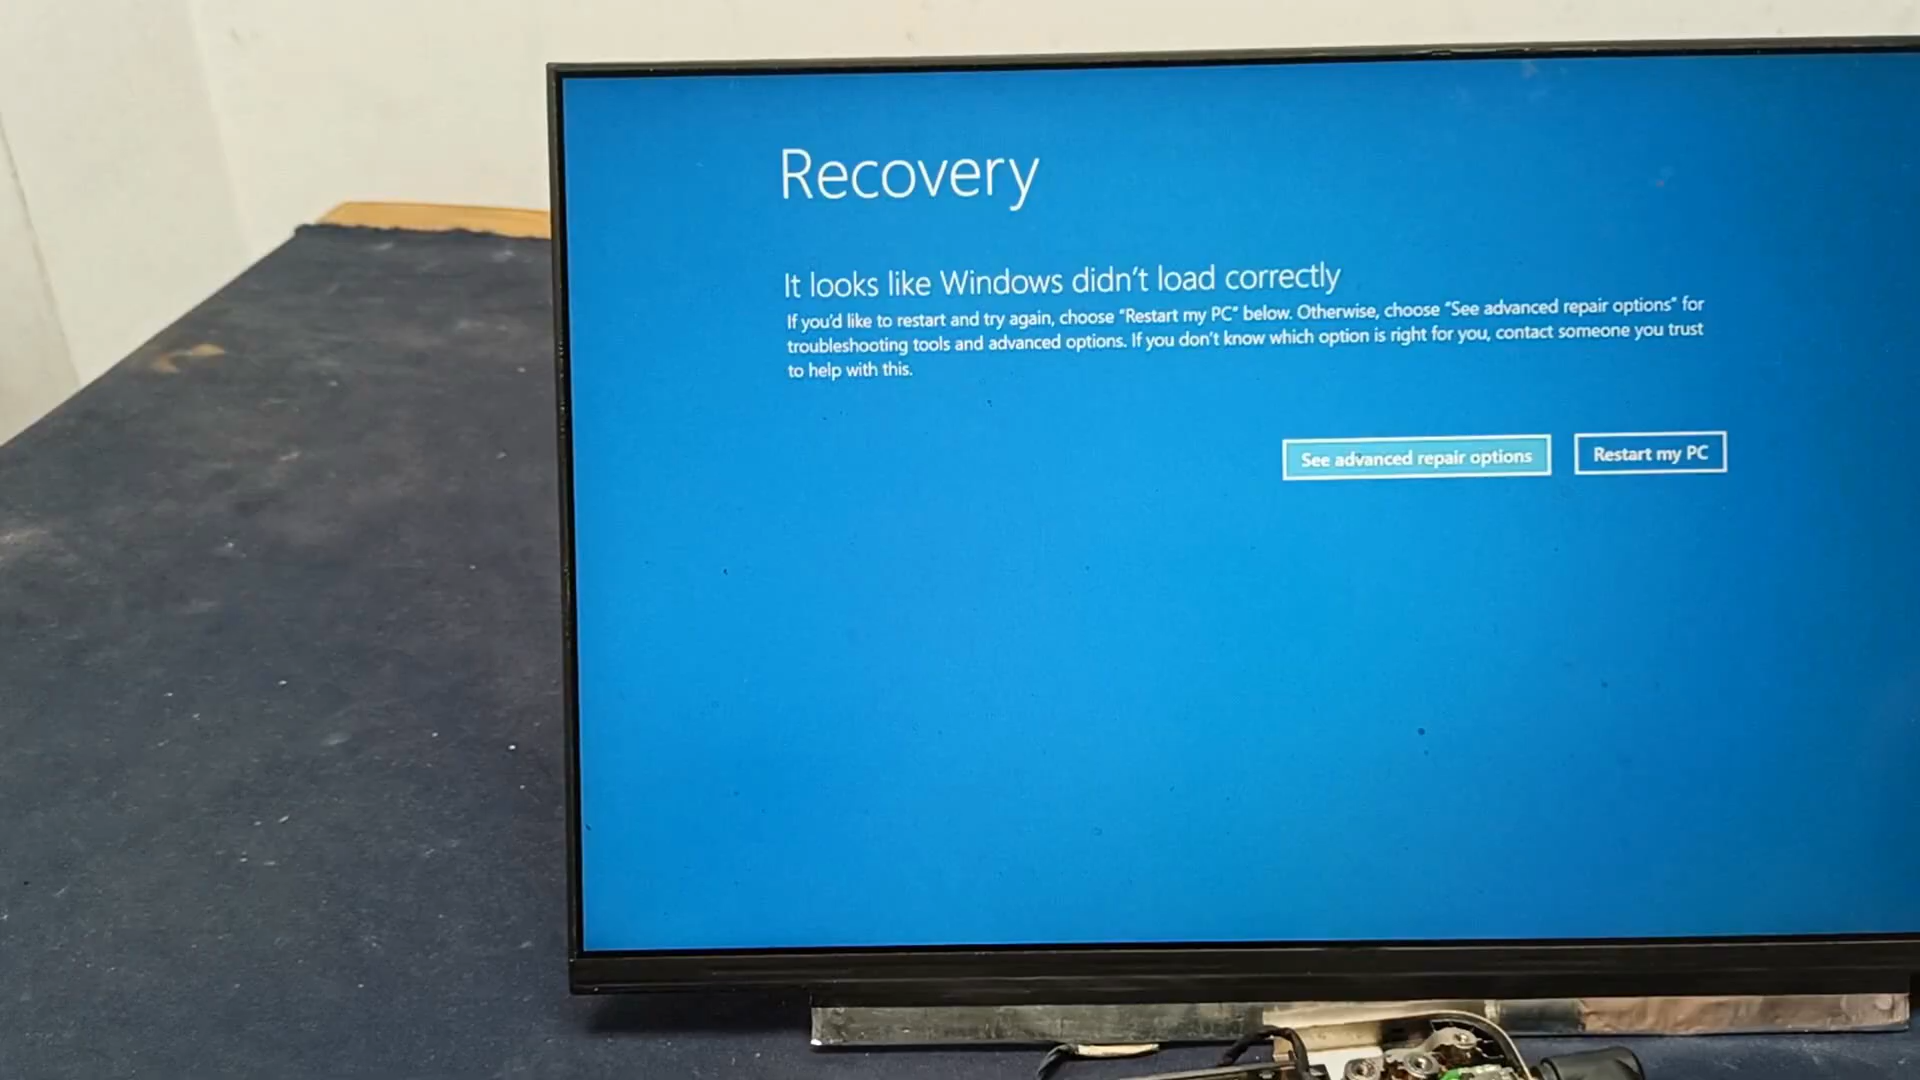 Recovery
It looks like Windows didn't load correctly
If you'd like to restart and try again, choose "Restart my PC" below. Otherwise, choose "See advanced repair options" for
troubleshooting tools and advanced options. If you don't know which option is right for you, contact someone you trust
to help with this.
See advanced repair options
Restart my PC